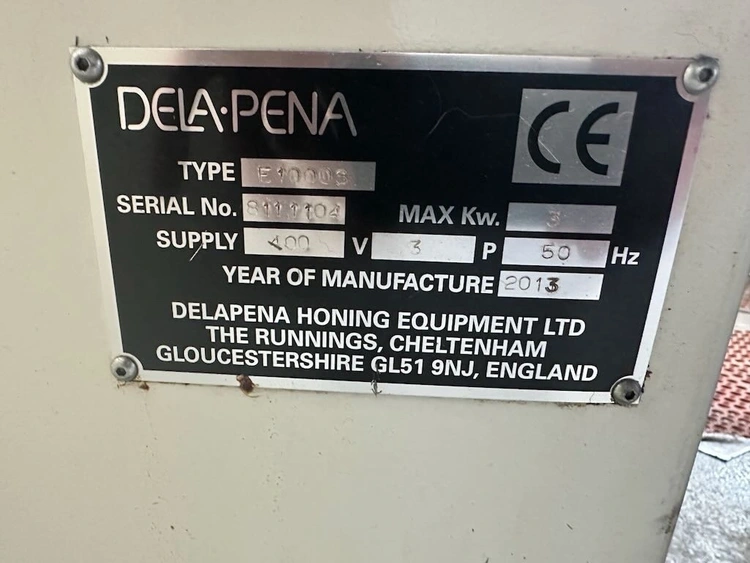 DELA·PENA
CE
TYPE E100US
SERIAL No. 8111104 MAX Kw. 3
SUPPLY 400 V 3 P 50 Hz
YEAR OF MANUFACTURE 2013
DELAPENA HONING EQUIPMENT LTD
THE RUNNINGS, CHELTENHAM
GLOUCESTERSHIRE GL51 9NJ, ENGLAND